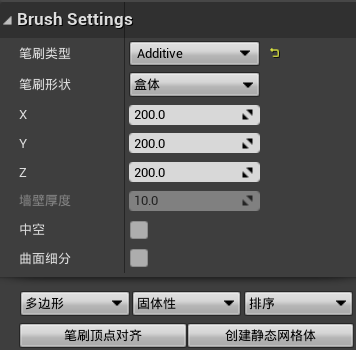 Brush Settings
笔刷类型 Additive
笔刷形状 盒体
X 200.0
Y 200.0
Z 200.0
墙壁厚度 10.0
中空
曲面细分
多边形 固体性 排序
笔刷顶点对齐 创建静态网格体